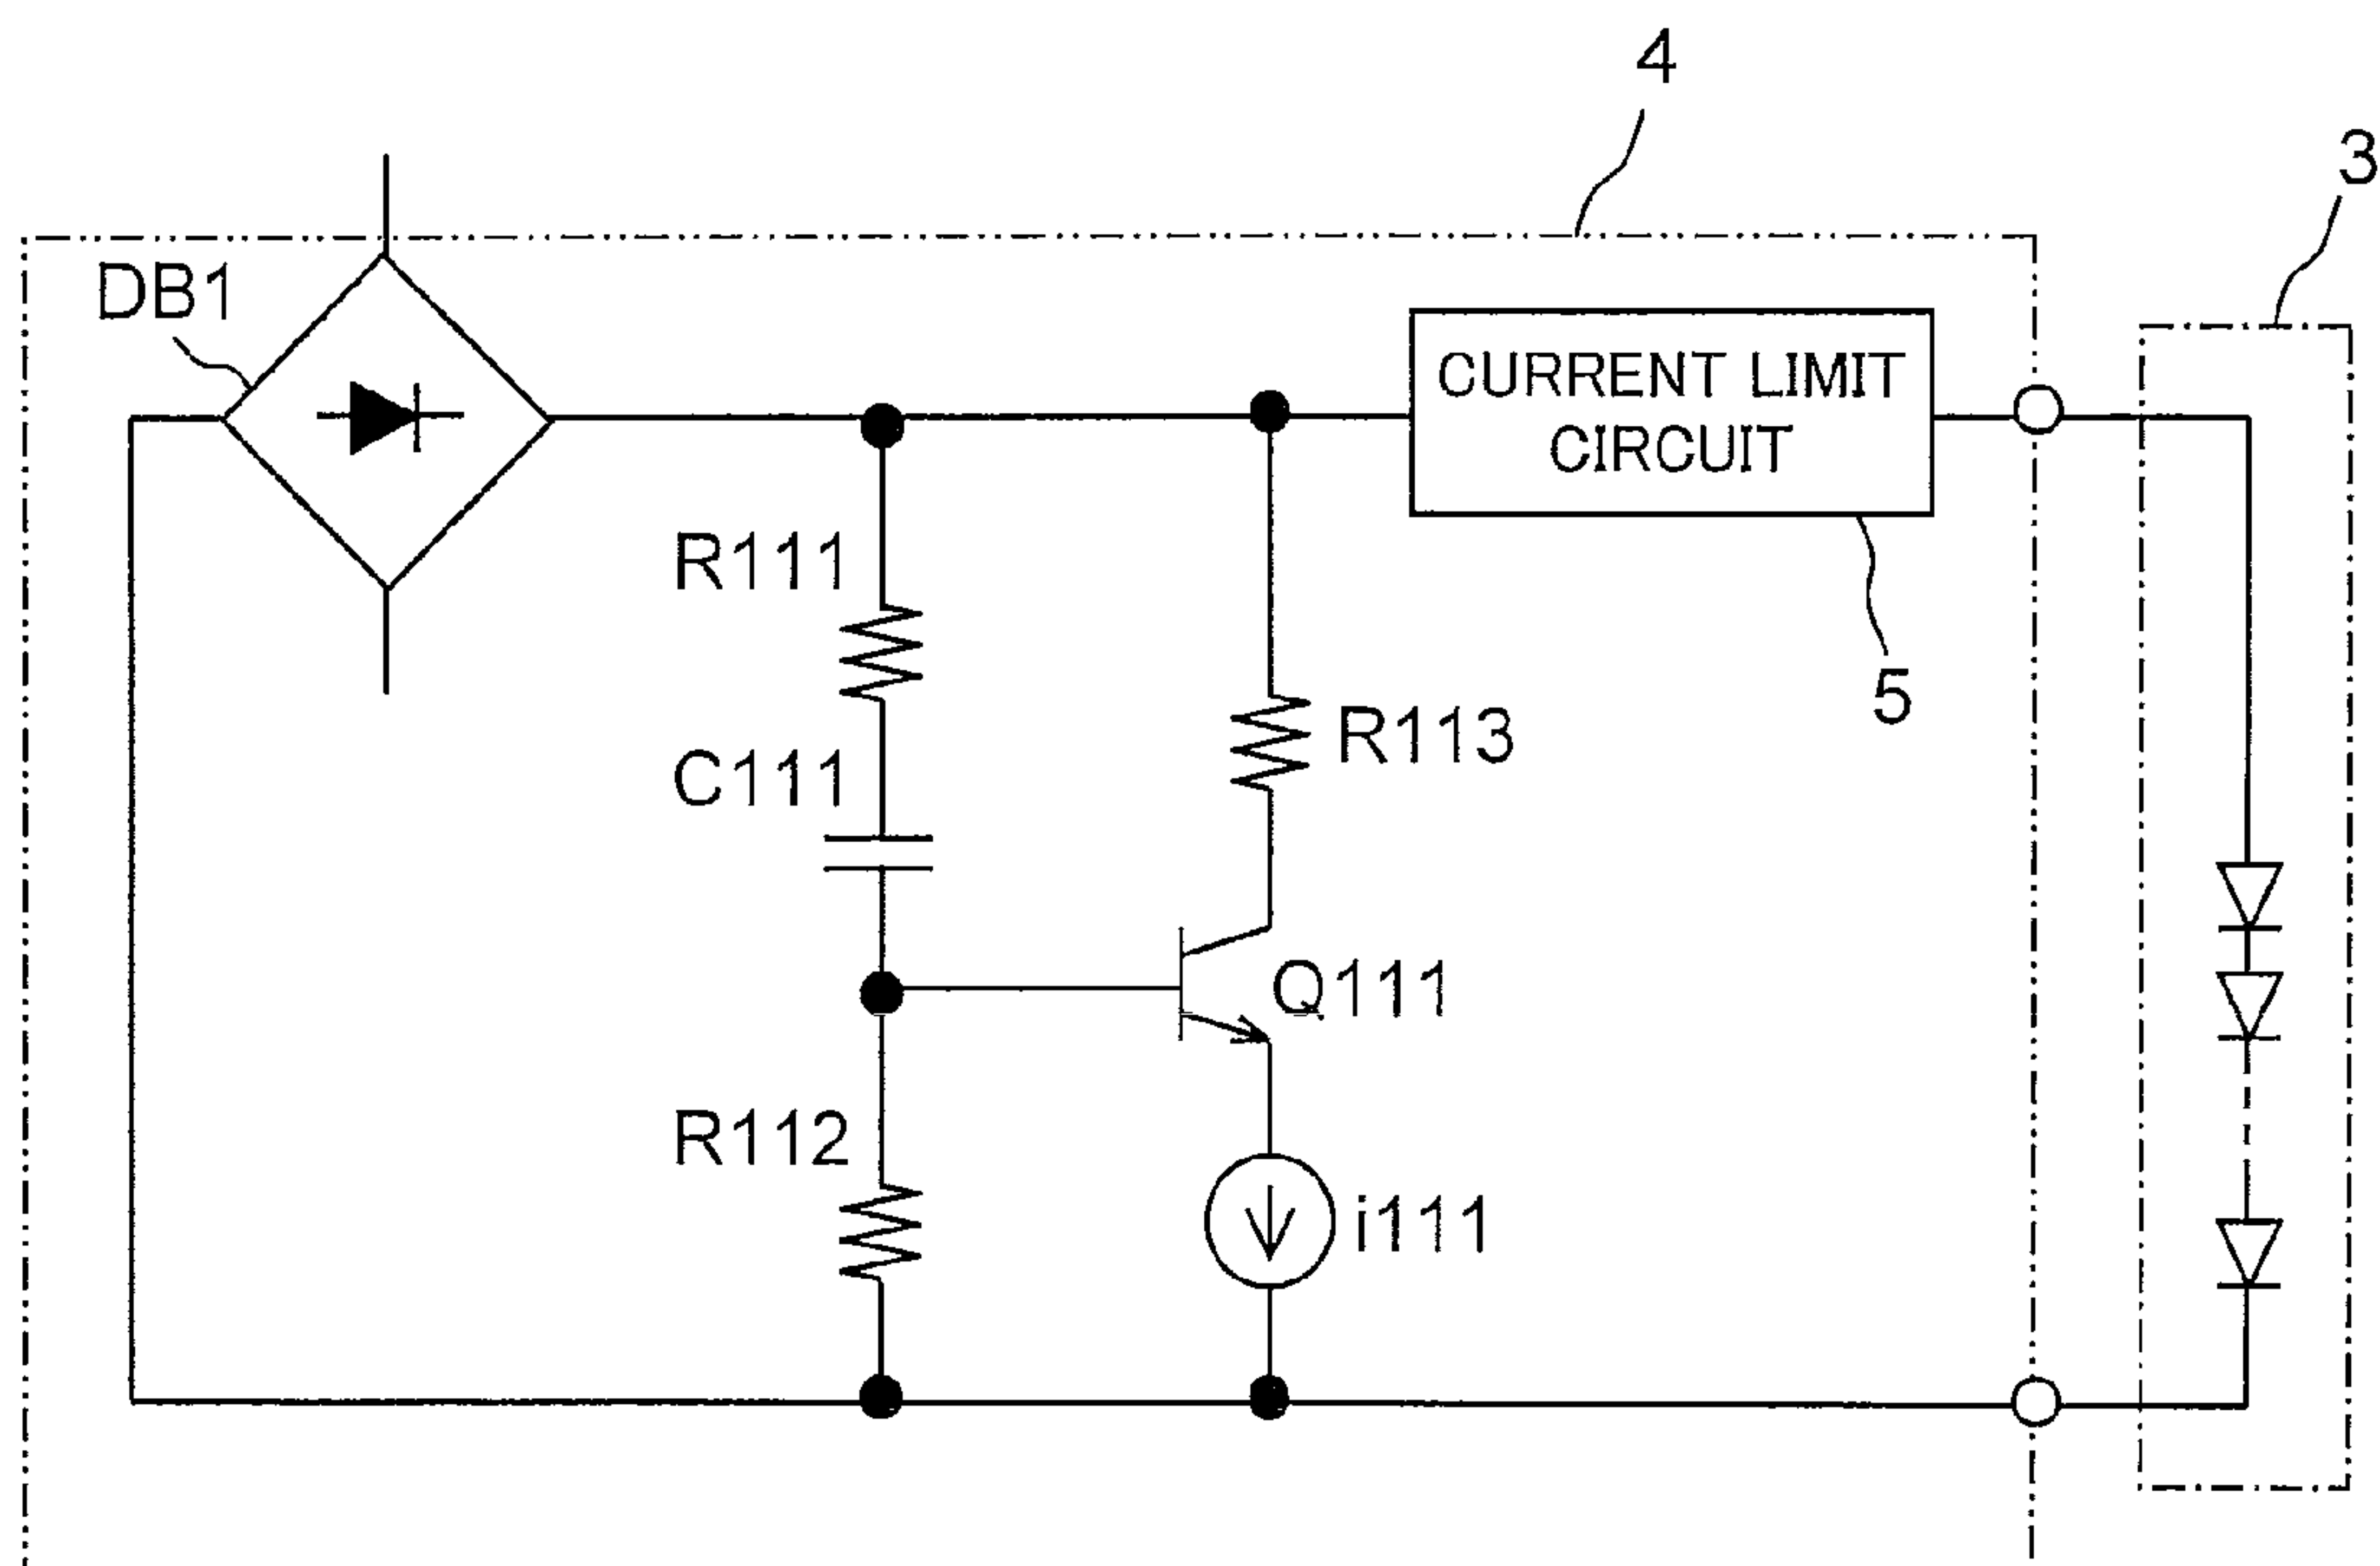 4
3
DB1
CURRENT LIMIT
CIRCUIT
R111
5
R113
C111
Q111
R112
i111